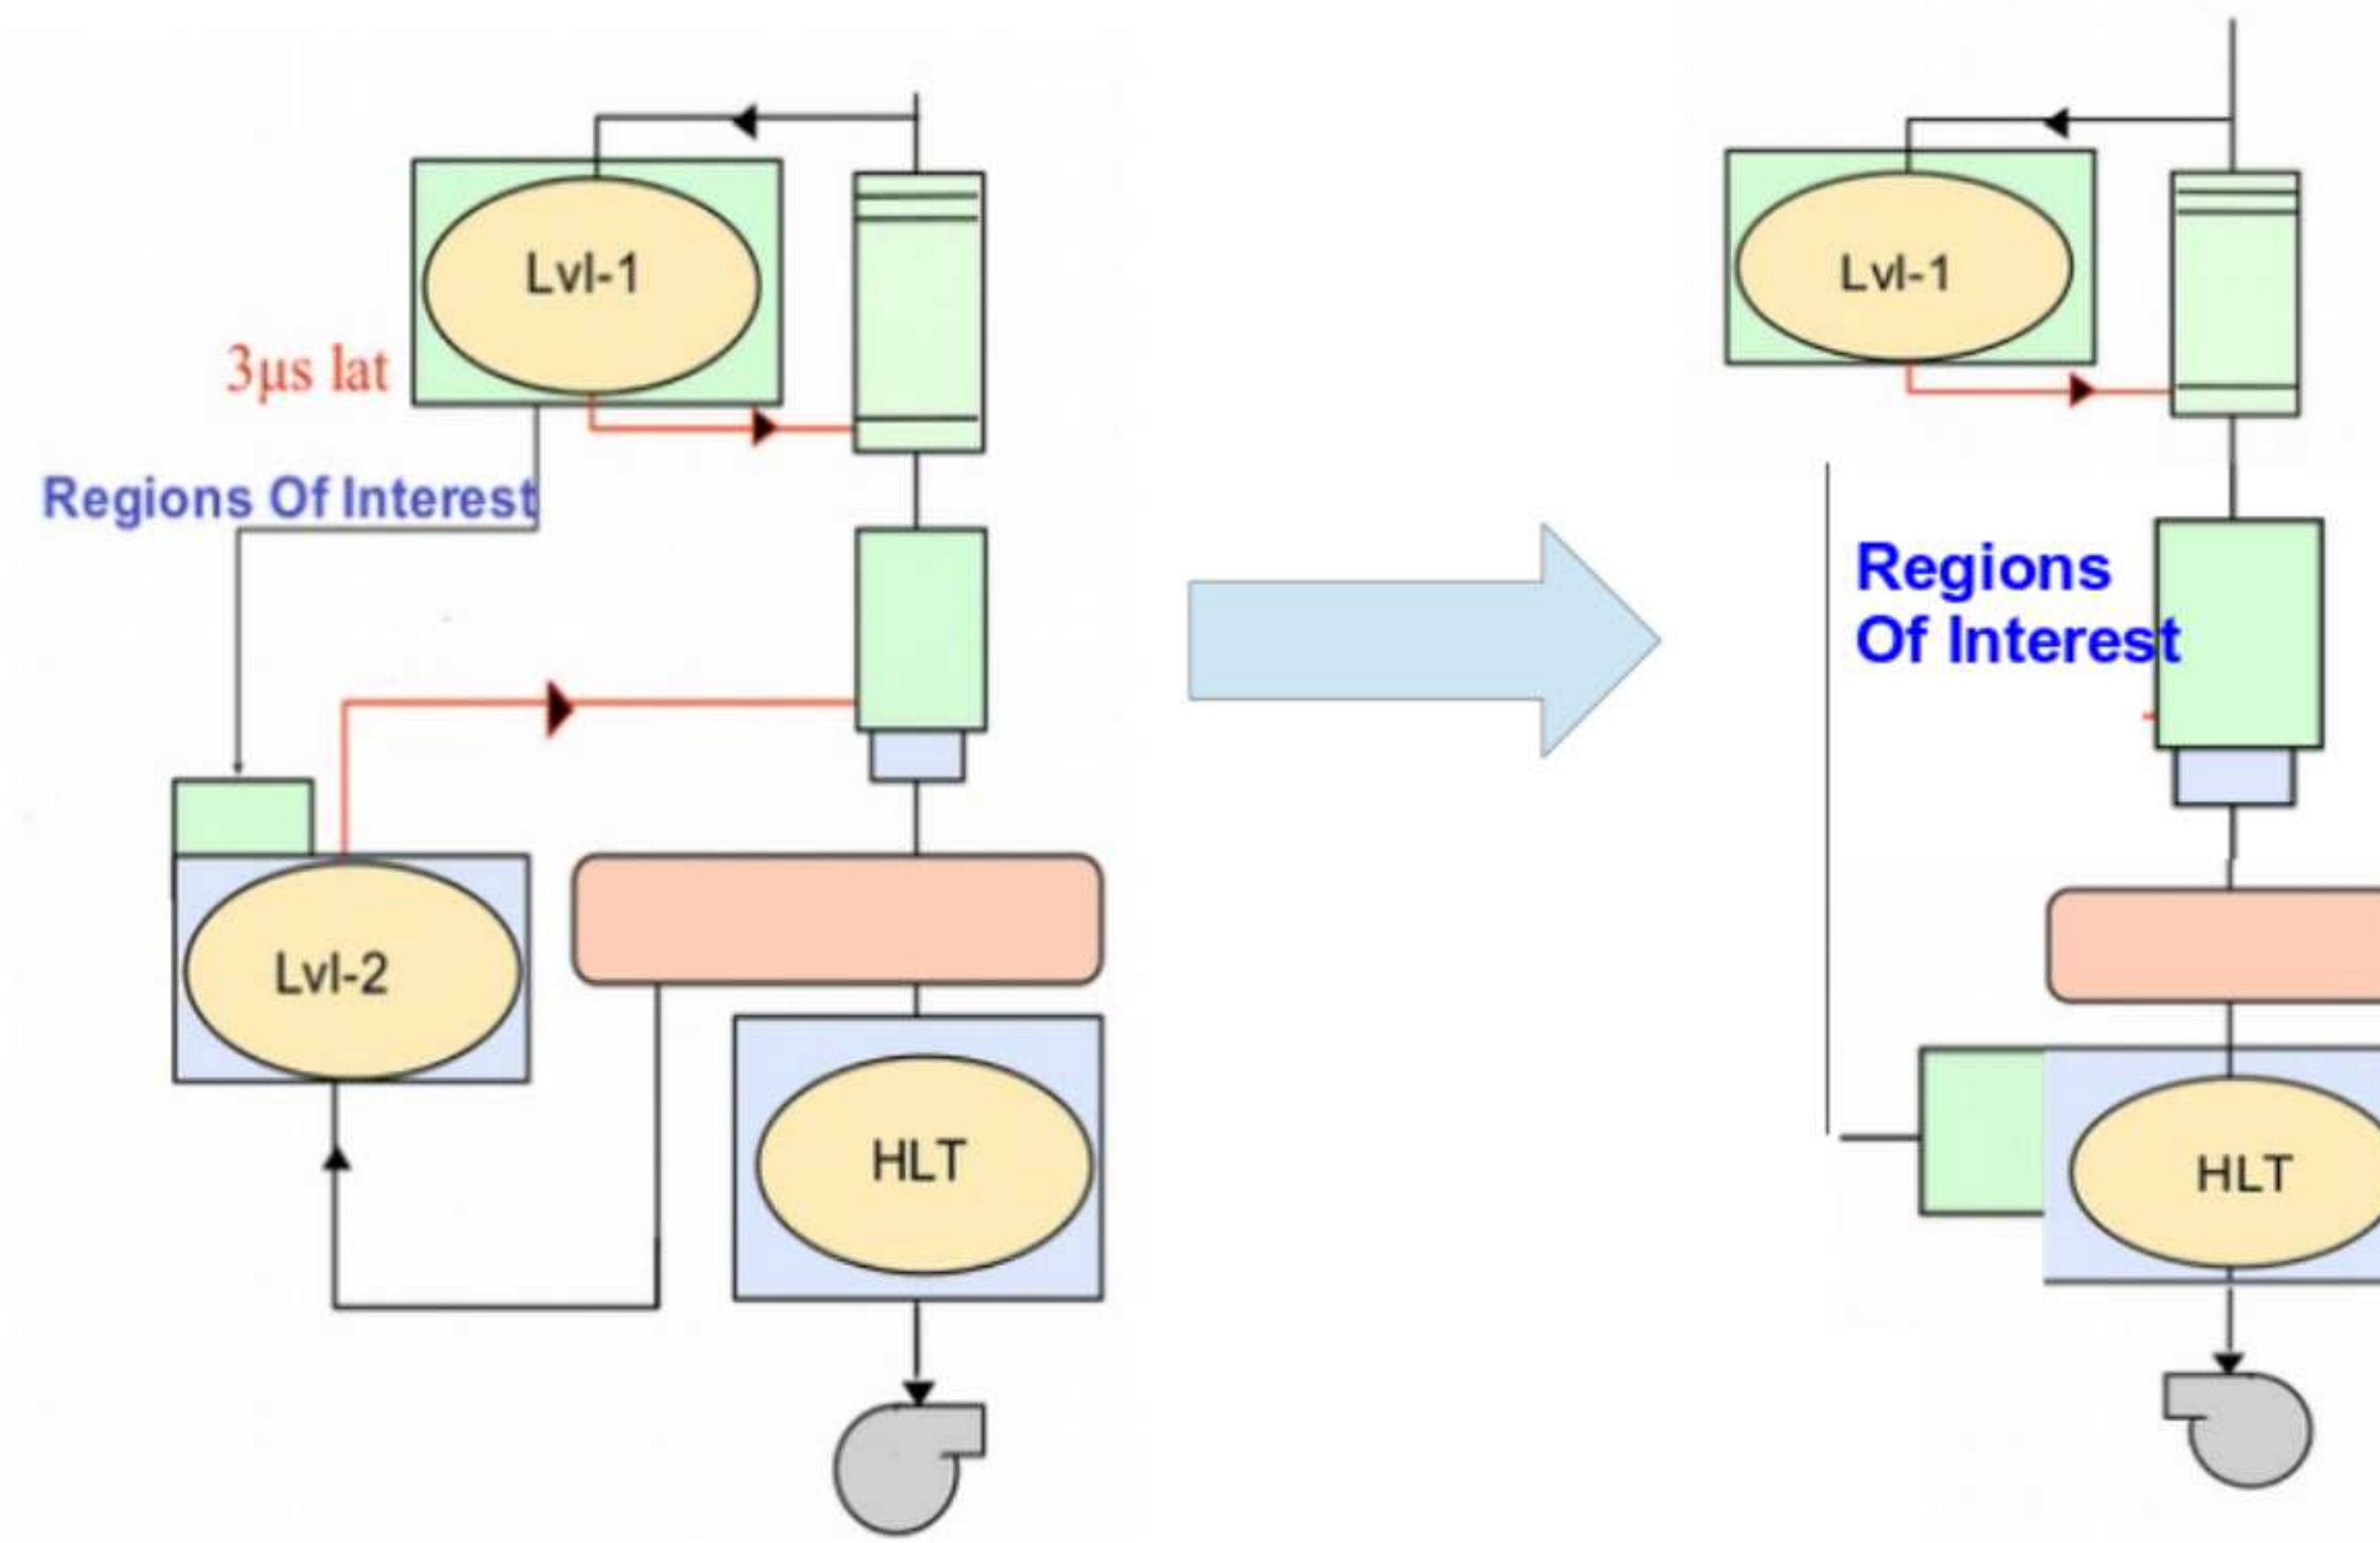 Lvl-1
3µs lat
Regions Of Interest
Lvl-2
HLT
Lvl-1
Regions
Of Interest
HLT